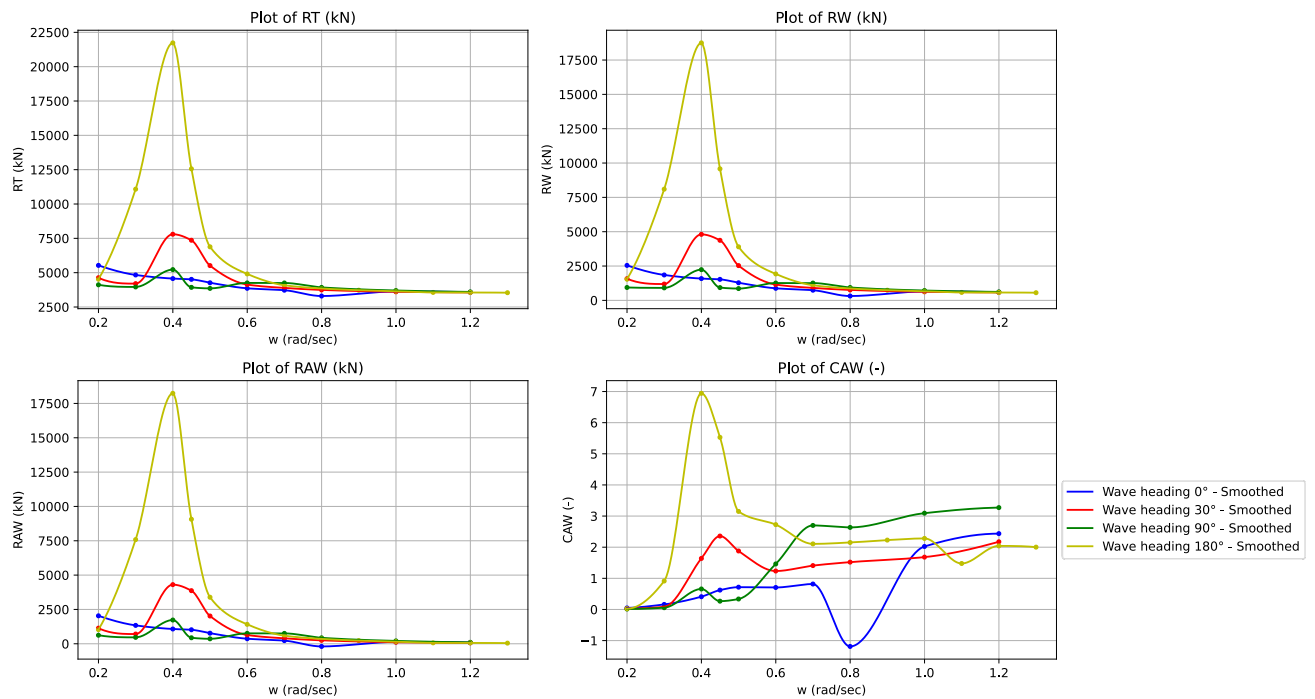 Plot of RT (kN)
22500
20000
17500
15000
12500
10000
7500
5000
2500
RT (kN)
0.2 0.4 0.6 0.8 1.0 1.2
w (rad/sec)
Plot of RW (kN)
17500
15000
12500
10000
7500
5000
2500
0
RW (kN)
0.2 0.4 0.6 0.8 1.0 1.2
w (rad/sec)
Plot of RAW (kN)
17500
15000
12500
10000
7500
5000
2500
0
RAW (kN)
0.2 0.4 0.6 0.8 1.0 1.2
w (rad/sec)
Plot of CAW (-)
7
6
5
4
3
2
1
0
−1
CAW (-)
0.2 0.4 0.6 0.8 1.0 1.2
w (rad/sec)
Wave heading 0° - Smoothed
Wave heading 30° - Smoothed
Wave heading 90° - Smoothed
Wave heading 180° - Smoothed